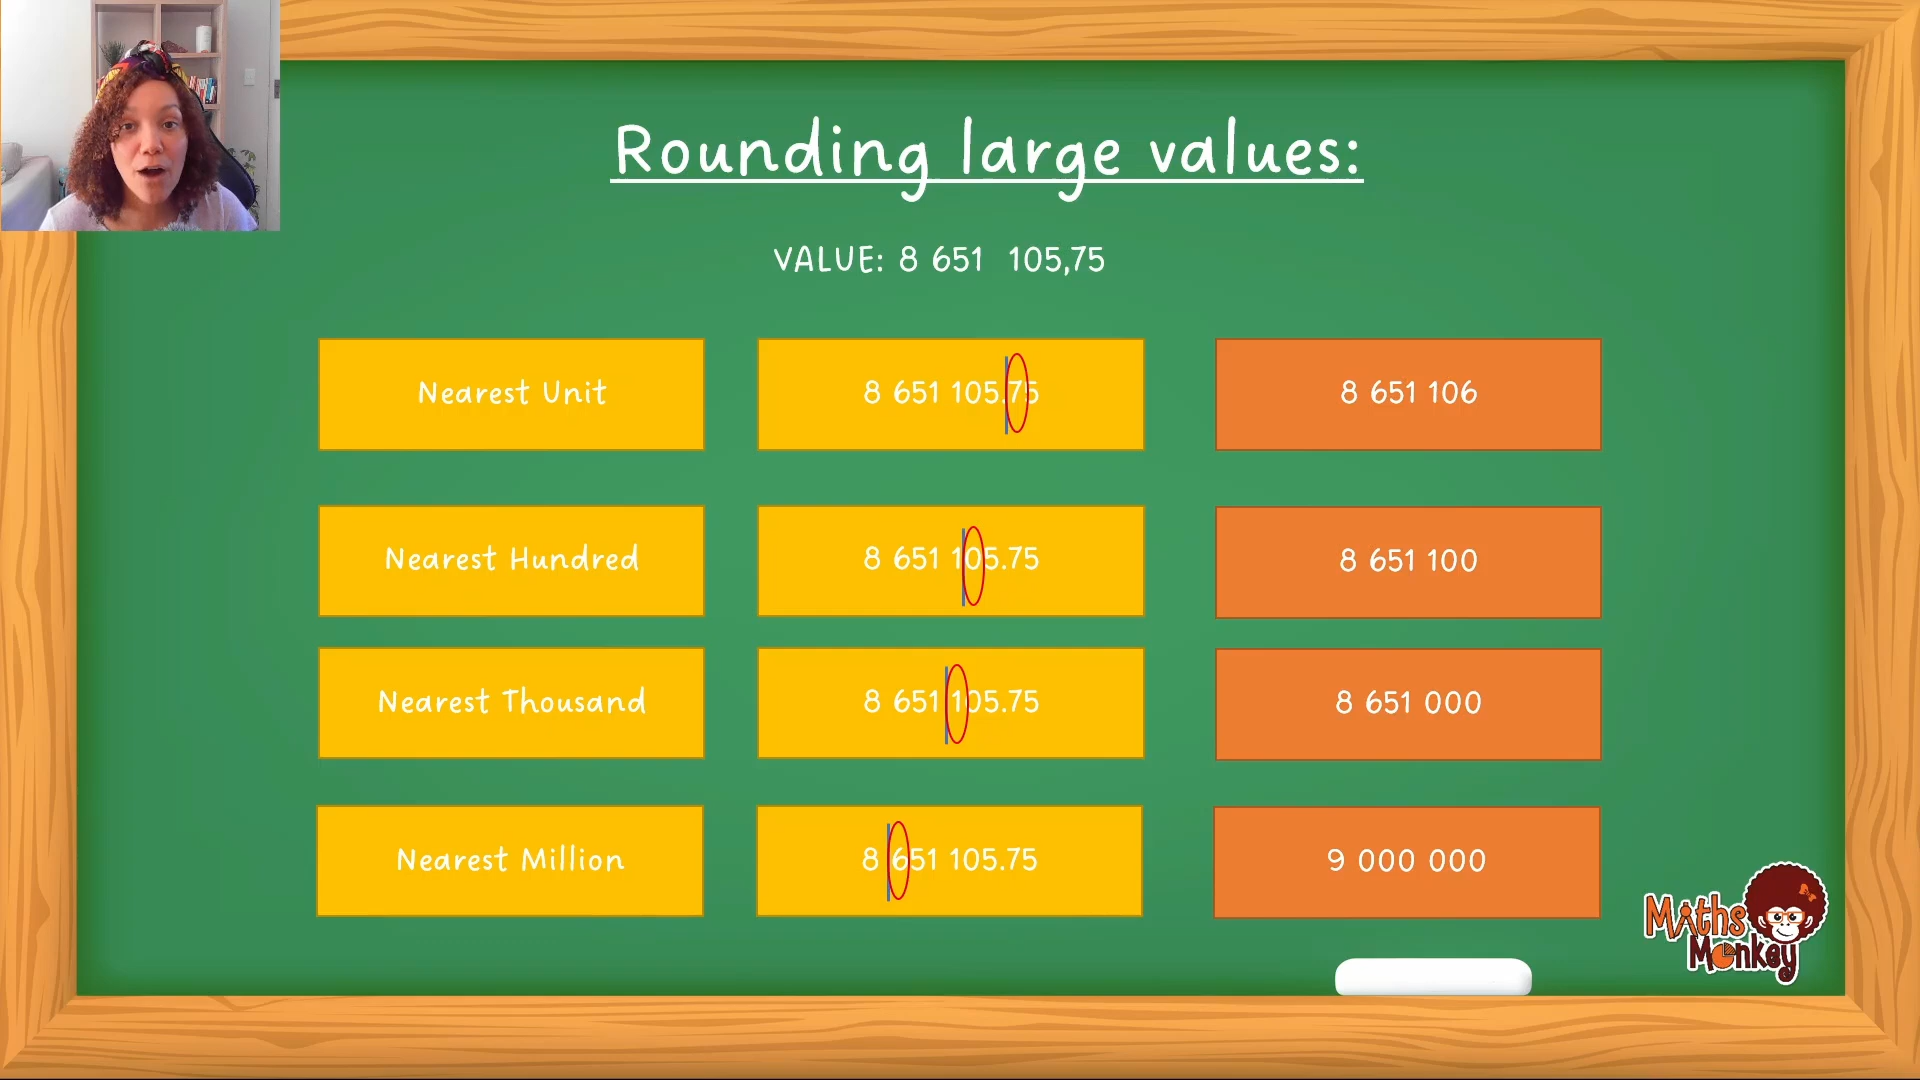 Rounding large values:
VALUE: 8 651 105,75
Nearest Unit
8 651 105.75
8 651 106
Nearest Hundred
8 651 105.75
8 651 100
Nearest Thousand
8 651 105.75
8 651 000
Nearest Million
8 651 105.75
9 000 000
Maths
Monkey